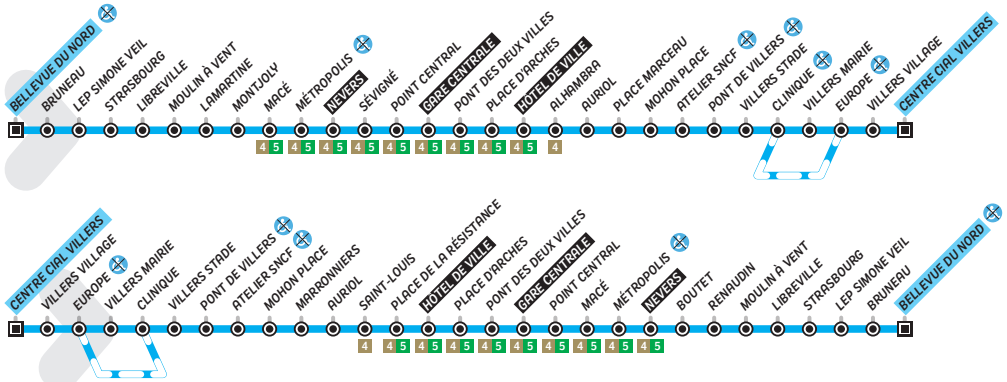 BELLEVUE DU NORD
BRUNEAU
LEP SIMONE VEIL
STRASBOURG
LIBREVILLE
MOULIN À VENT
LAMARTINE
MONTJOLY
MACÉ
MÉTROPOLIS
NEVERS
SÉVIGNÉ
PONT CENTRAL
GARE CENTRALE
PONT DES DEUX VILLES
PLACE D'ARCHES
HOTEL DE VILLE
ALHAMBRA
AURIOL
PLACE MARCEAU
MOHON PLACE
ATELIER SNCF
PONT DE VILLERS
VILLERS STADE
CLINIQUE
VILLERS MAIRIE
EUROPE
VILLERS VILLAGE
CENTRE CIAL VILLERS
4 5 4 5 4 5 4 5 4 5 4 5 4 5 4 5 4 5 4
CENTRE CIAL VILLERS
VILLERS VILLAGE
EUROPE
VILLERS MAIRIE
CLINIQUE
VILLERS STADE
PONT DE VILLERS
ATELIER SNCF
MOHON PLACE
MARRONNIERS
AURIOL
SAINT-LOUIS
PLACE DE LA RÉSISTANCE
HOTEL DE VILLE
PLACE D'ARCHES
PONT DES DEUX VILLES
GARE CENTRALE
POINT CENTRAL
MACÉ
MÉTROPOLIS
NEVERS
BOUTET
RENAUDIN
MOULIN À VENT
LIBREVILLE
STRASBOURG
LEP SIMONE VEIL
BRUNEAU
BELLEVUE DU NORD
4 4 5 4 5 4 5 4 5 4 5 4 5 4 5 4 5 4 5